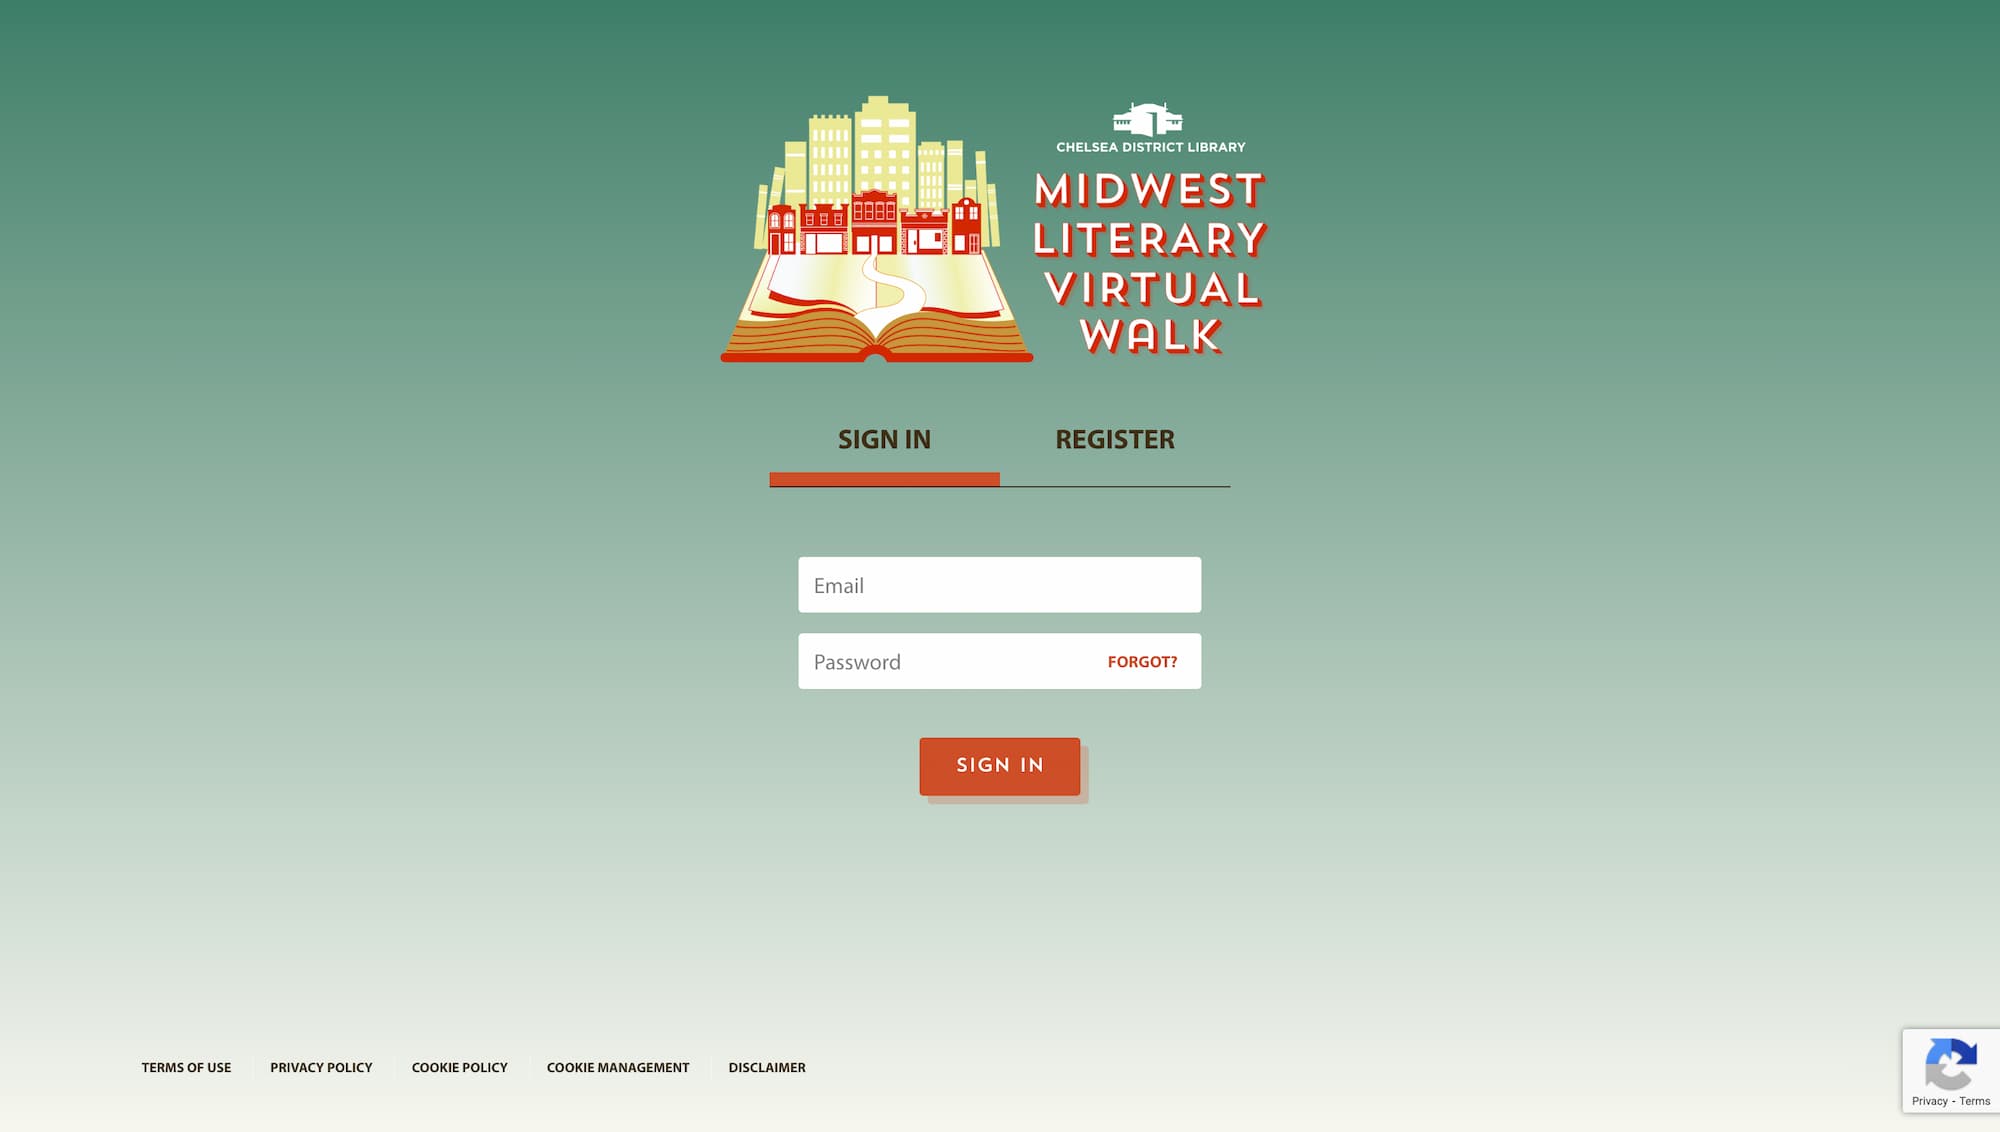 CHELSEA DISTRICT LIBRARY
MIDWEST
LITERARY
VIRTUAL
WALK
SIGN IN
REGISTER
Email
Password
FORGOT?
SIGN IN
TERMS OF USE
PRIVACY POLICY
COOKIE POLICY
COOKIE MANAGEMENT
DISCLAIMER
Privacy - Terms